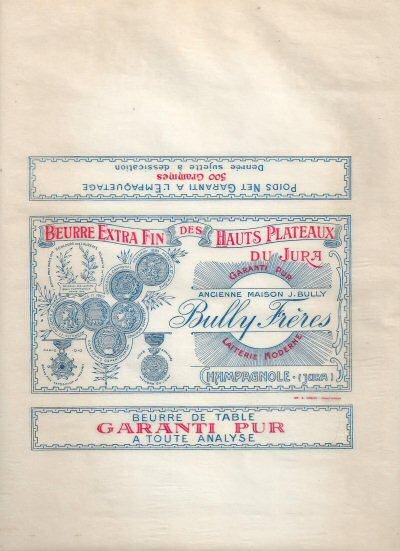 POIDS NET GARANTI A L'EMPAQUETAGE
500 Grammes
Denrée sujette à dessication
BEURRE EXTRA FIN DES HAUTS PLATEAUX
DU JURA
GARANTI PUR
ANCIENNE MAISON J. BULLY
Bully Frères
LAITERIE MODERNE
CHAMPAGNOLE - (JURA)
BEURRE DE TABLE
GARANTI PUR
A TOUTE ANALYSE